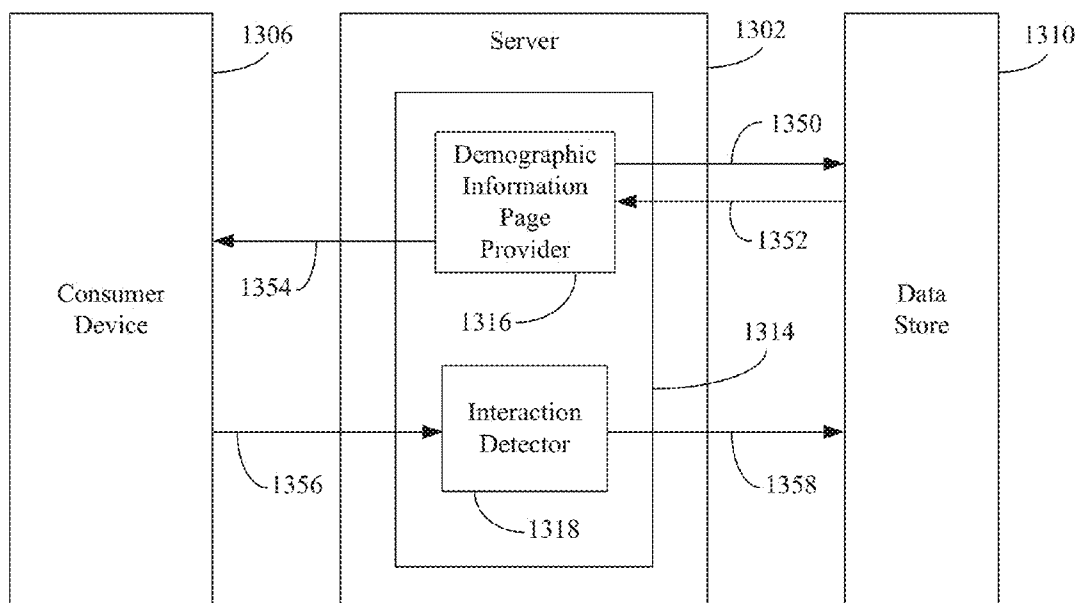 1306
Server
1302
1310
1350
Demographic
Information
Page
Provider
1352
1354
1316
Consumer
Device
Data
Store
1314
Interaction
Detector
1356
1358
1318